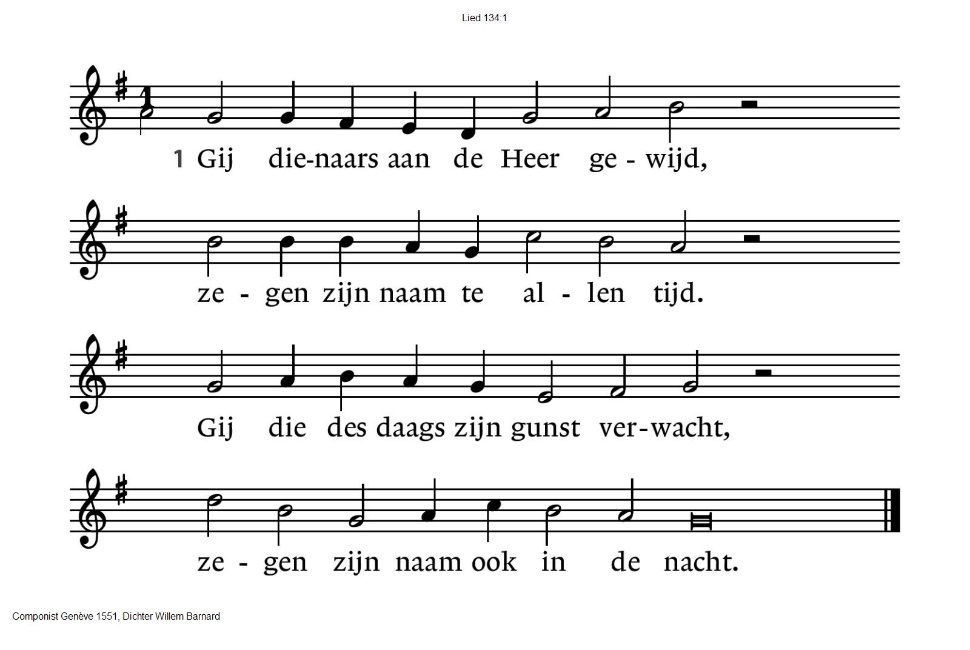 Lied 134:1
1 Gij die-naars aan de Heer ge - wijd,
ze - gen zijn naam te al - len tijd.
Gij die des daags zijn gunst ver-wacht,
ze - gen zijn naam ook in de nacht.
Componist Genève 1551, Dichter Willem Barnard